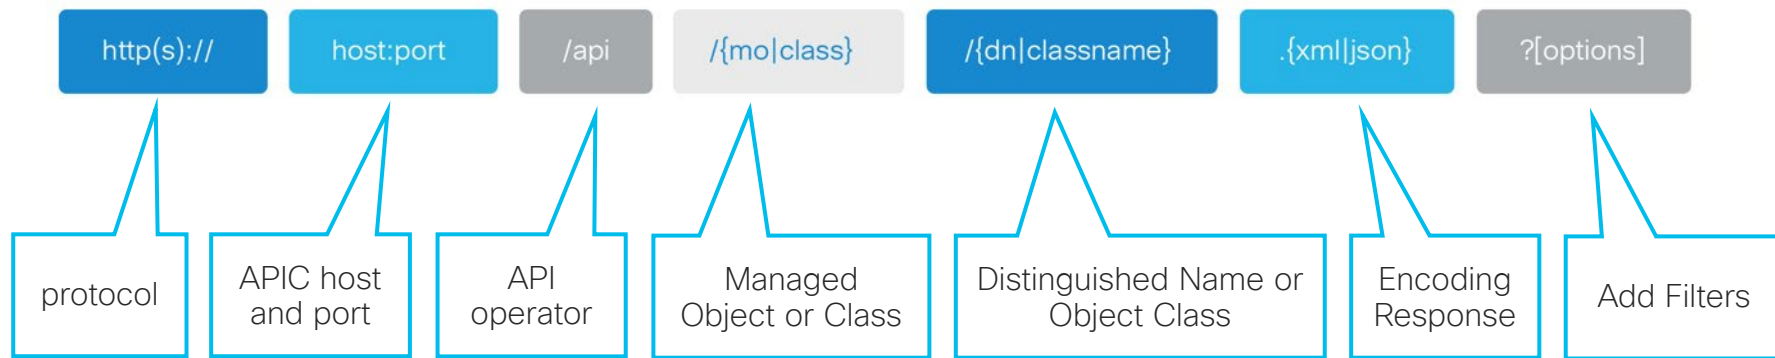 http(s)://
host:port
/api
/{mo|class}
/{dn|classname}
.{xml|json}
?[options]
protocol
APIC host
and port
API
operator
Managed
Object or Class
Distinguished Name or
Object Class
Encoding
Response
Add Filters